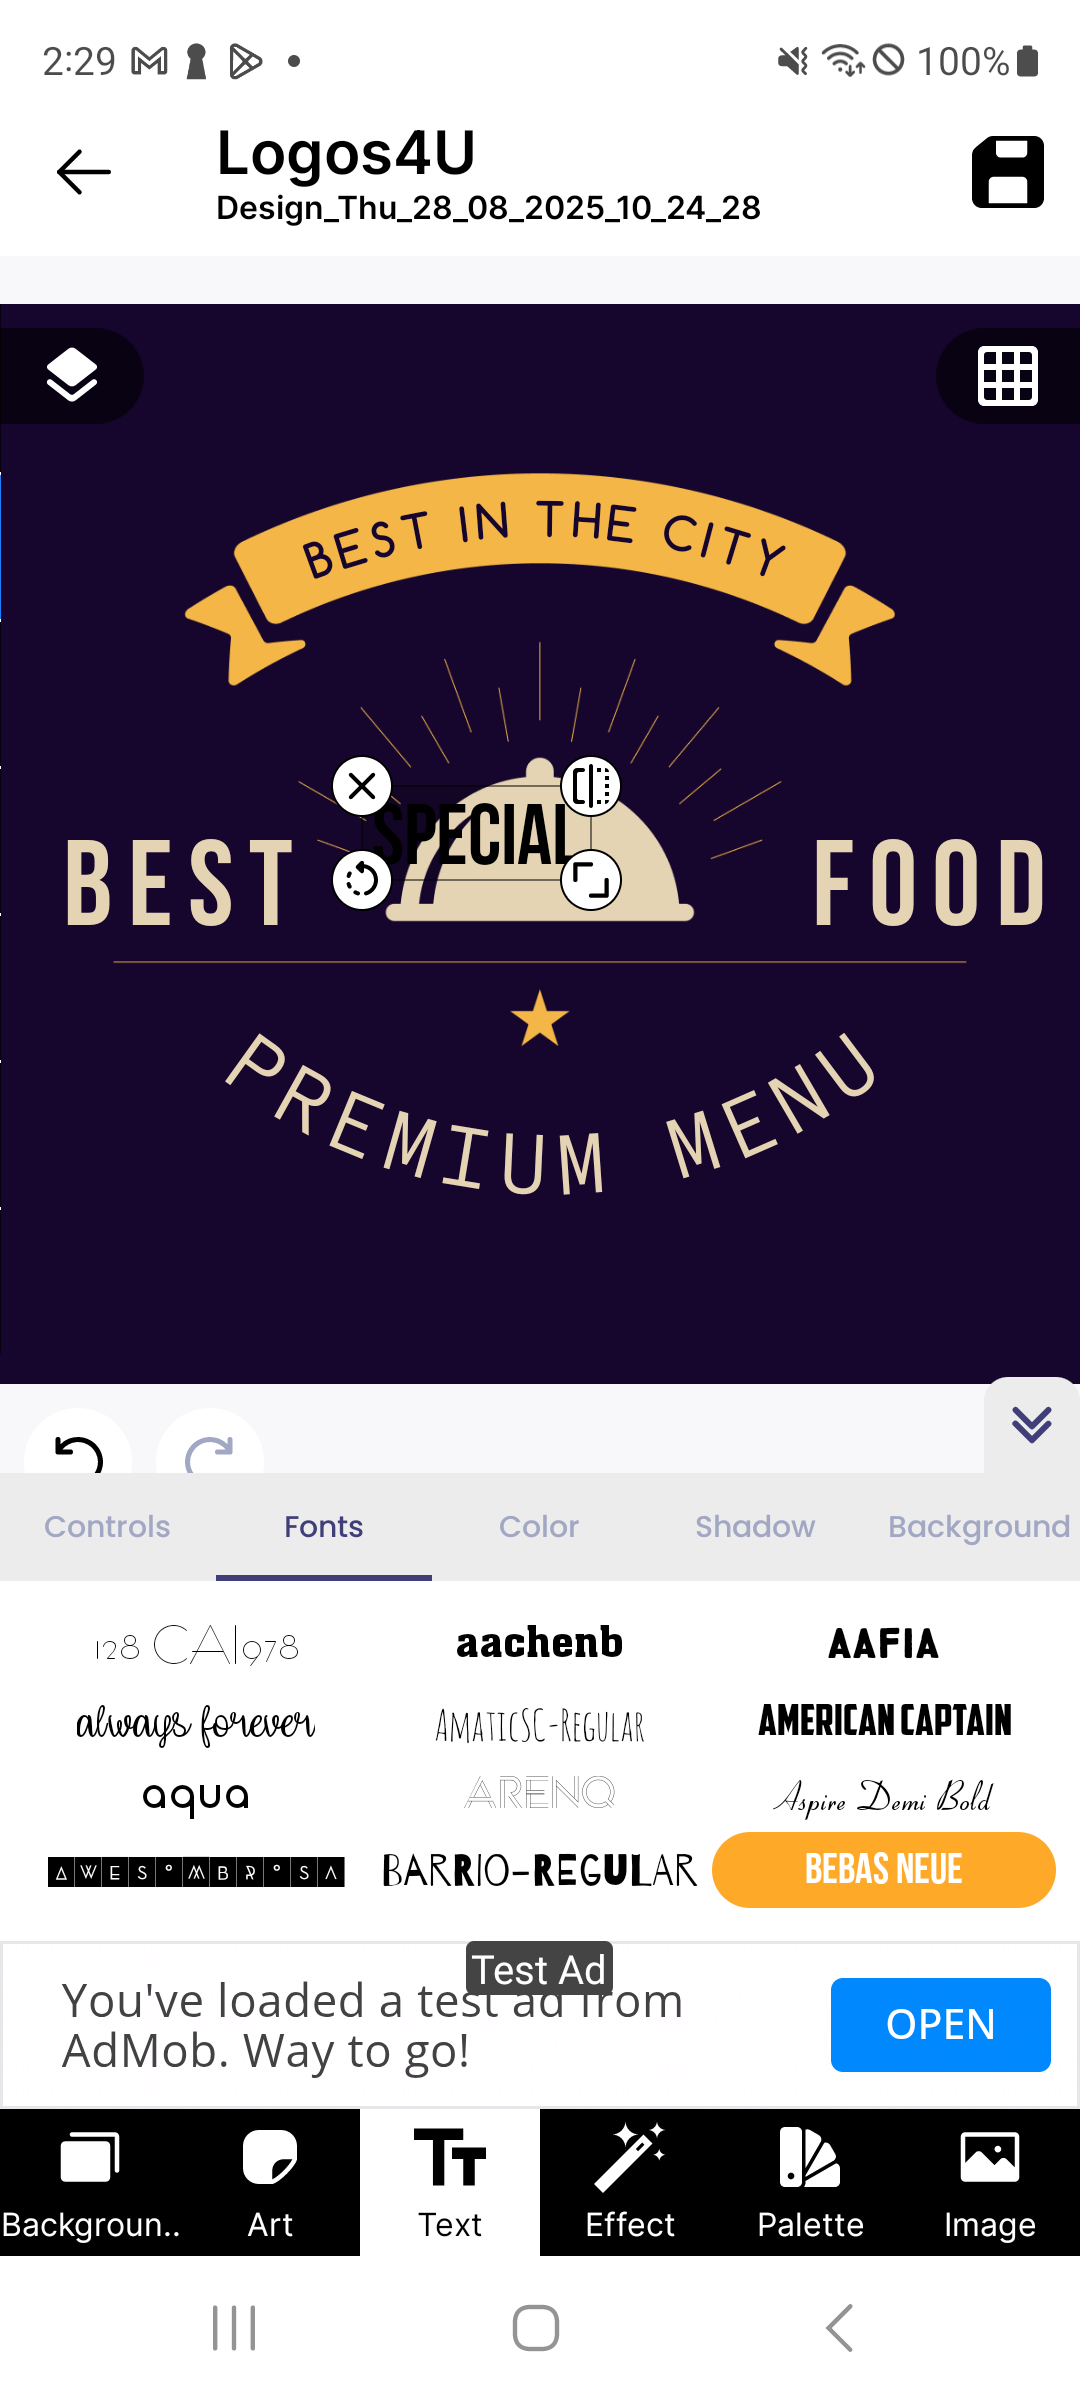 2:29
100%
Logos4U
Design_Thu_28_08_2025_10_24_28
BEST IN THE CITY
SPECIAL
BEST
FOOD
PREMIUM MENU
Controls
Fonts
Color
Shadow
Background
128 CAI978
aachenb
AAFIA
always forever
AmaticSC-Regular
AMERICAN CAPTAIN
aqua
ARENQ
Aspire Demi Bold
AWESOMBROSA
BARRIO-REGULAR
BEBAS NEUE
Test Ad
You've loaded a test ad from
AdMob. Way to go!
OPEN
Backgroun..
Art
Text
Effect
Palette
Image